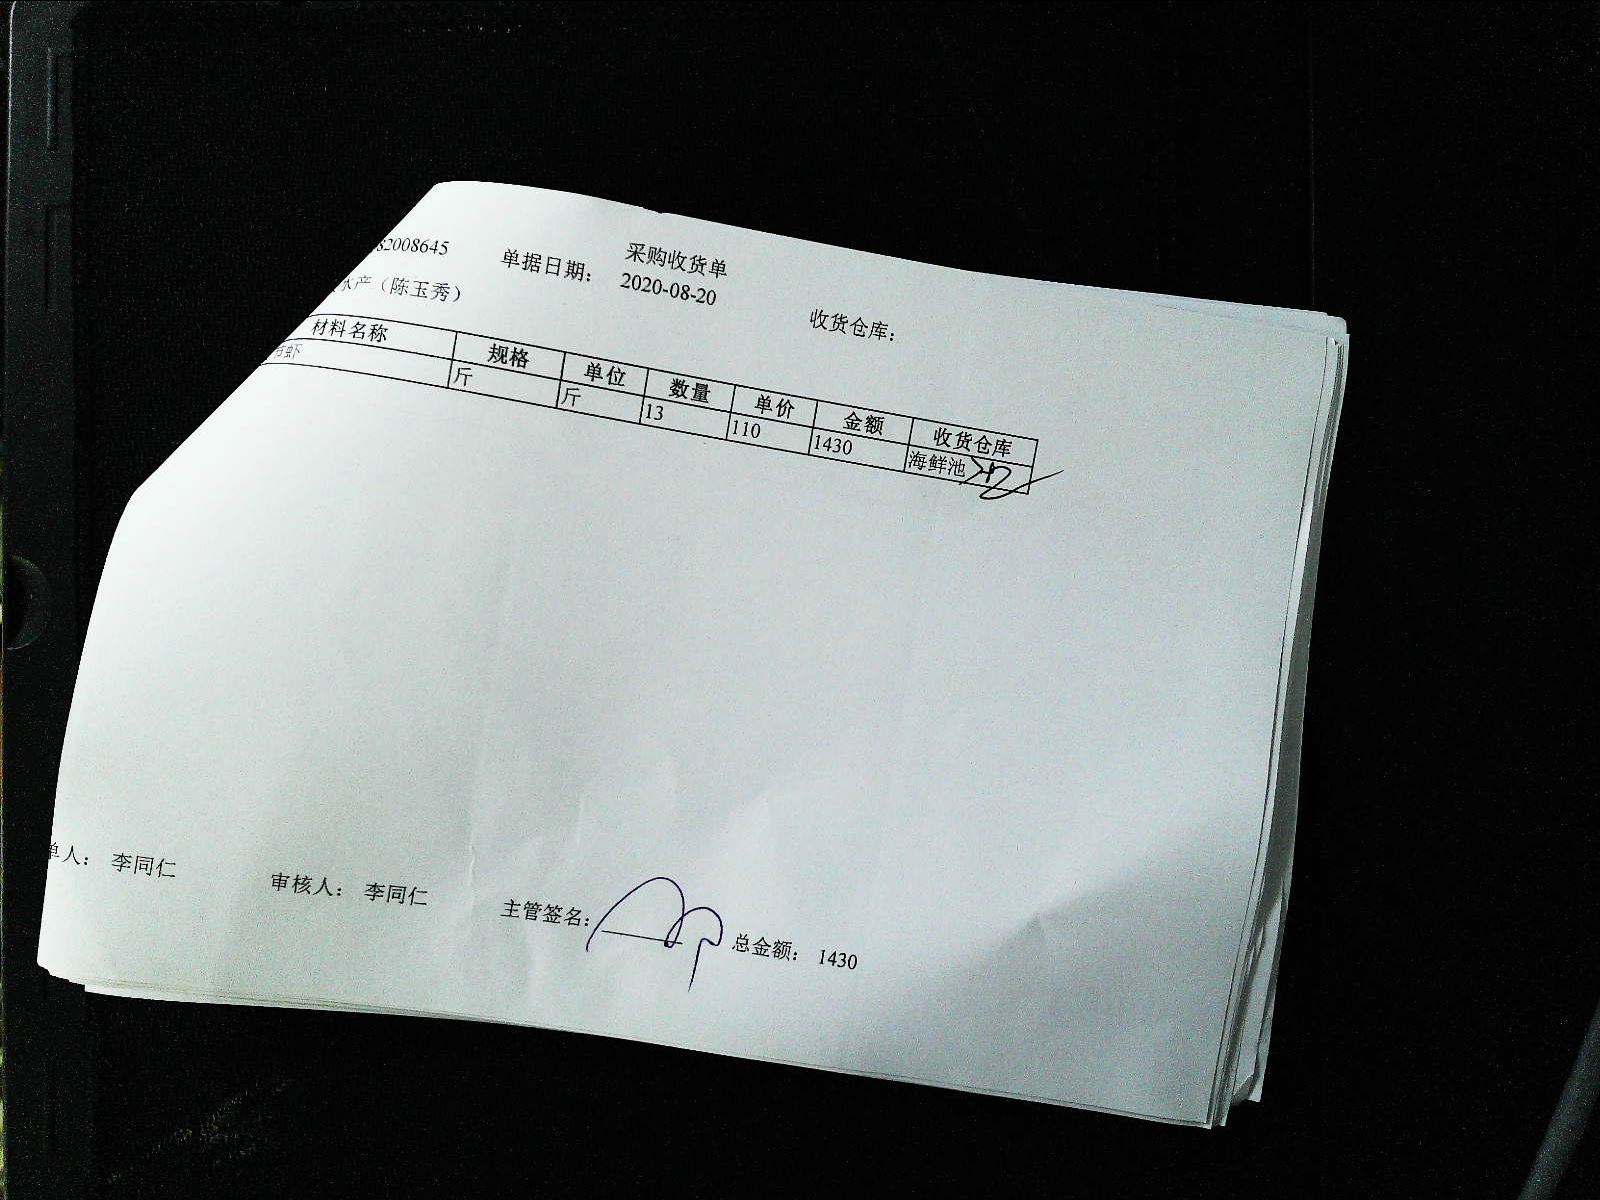 采购收货单
82008645 单据日期： 2020-08-20
水产（陈玉秀） 收货仓库：
材料名称 规格 单位 数量 单价 金额 收货仓库
节虾 斤 斤 13 110 1430 海鲜池
单人： 李同仁 审核人： 李同仁 主管签名： 总金额： 1430